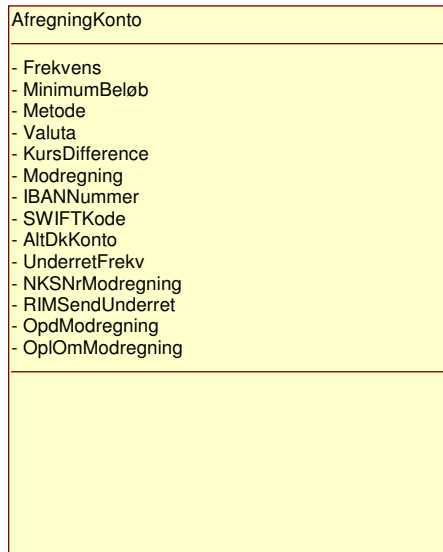 AfregningKonto
- Frekvens
- MinimumBeløb
- Metode
- Valuta
- KursDifference
- Modregning
- IBANNummer
- SWIFTKode
- AltDkKonto
- UnderretFrekv
- NKSNrModregning
- RIMSendUnderret
- OpdModregning
- OplOmModregning